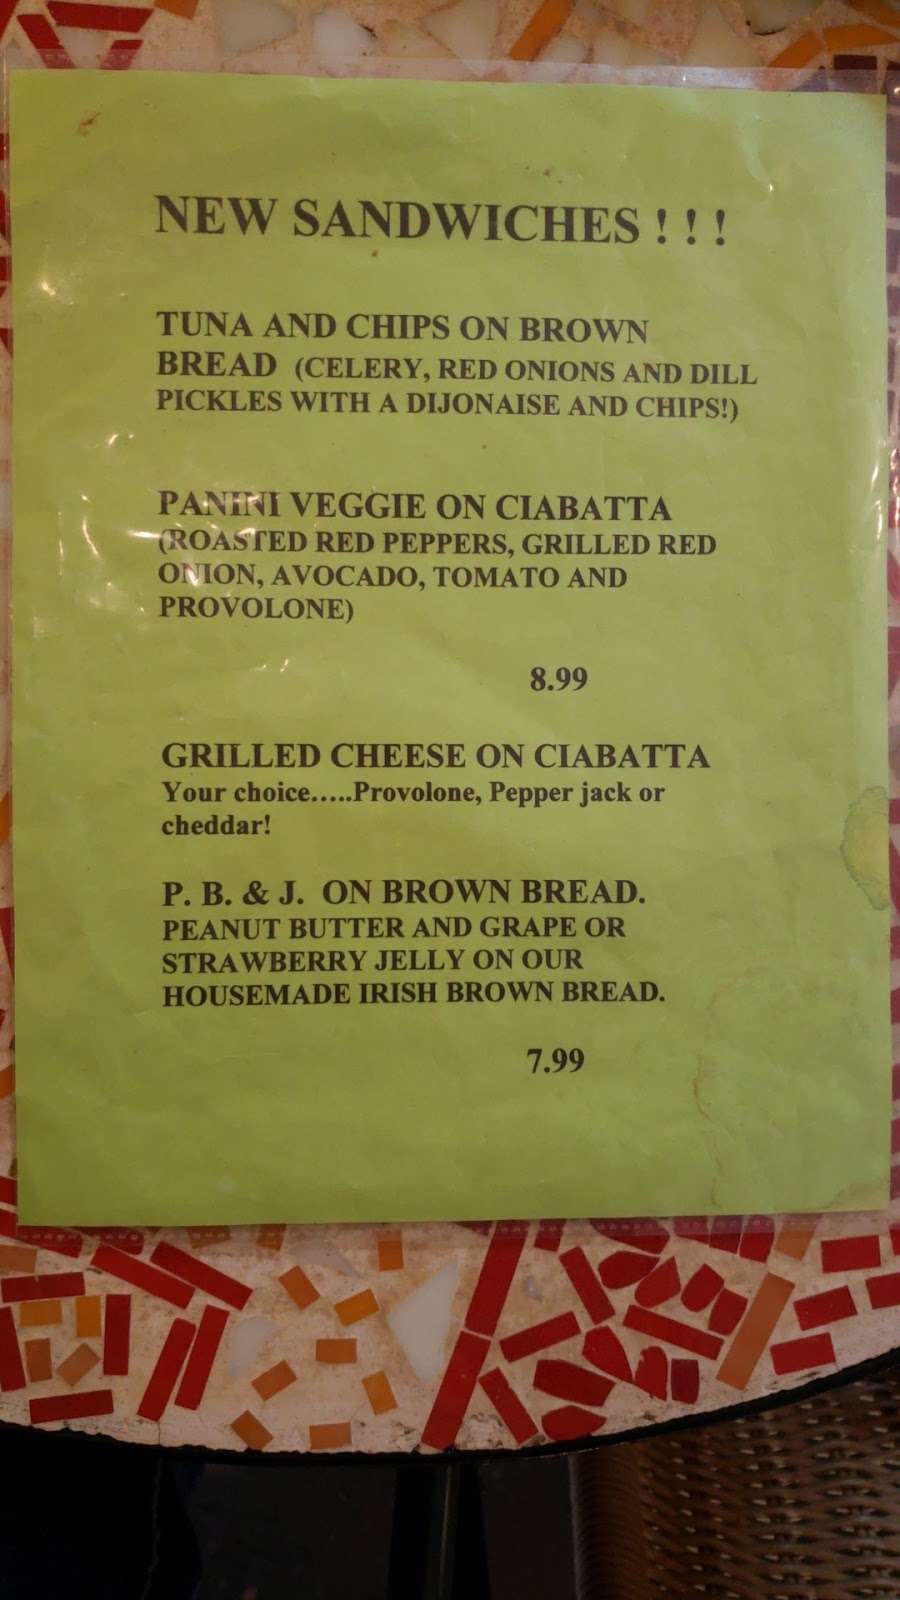 NEW SANDWICHES ! ! !
TUNA AND CHIPS ON BROWN
BREAD (CELERY, RED ONIONS AND DILL
PICKLES WITH A DIJONAISE AND CHIPS!)
PANINI VEGGIE ON CIABATTA
(ROASTED RED PEPPERS, GRILLED RED
ONION, AVOCADO, TOMATO AND
PROVOLONE)
8.99
GRILLED CHEESE ON CIABATTA
Your choice.....Provolone, Pepper jack or
cheddar!
P. B. & J. ON BROWN BREAD.
PEANUT BUTTER AND GRAPE OR
STRAWBERRY JELLY ON OUR
HOUSEMADE IRISH BROWN BREAD.
7.99